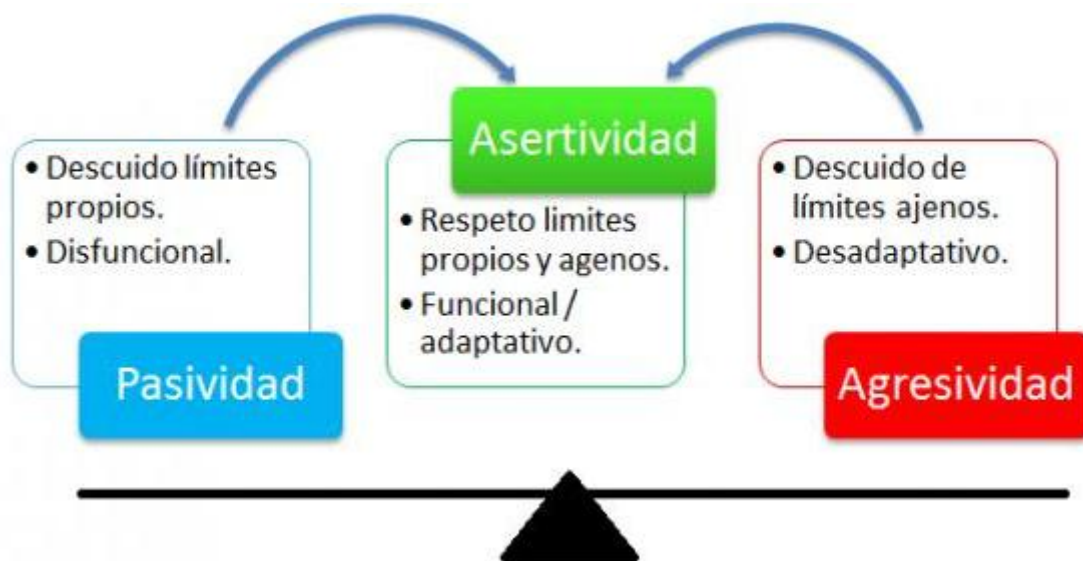 • Descuido límites
propios.
• Disfuncional.
Pasividad
Asertividad
• Respeto limites
propios y agenos.
• Funcional /
adaptativo.
• Descuido de
límites ajenos.
• Desadaptativo.
Agresividad